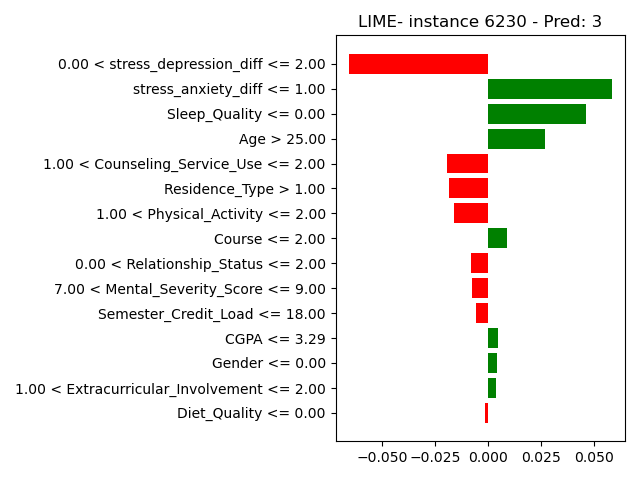 LIME- instance 6230 - Pred: 3
0.00 < stress_depression_diff <= 2.00
stress_anxiety_diff <= 1.00
Sleep_Quality <= 0.00
Age > 25.00
1.00 < Counseling_Service_Use <= 2.00
Residence_Type > 1.00
1.00 < Physical_Activity <= 2.00
Course <= 2.00
0.00 < Relationship_Status <= 2.00
7.00 < Mental_Severity_Score <= 9.00
Semester_Credit_Load <= 18.00
CGPA <= 3.29
Gender <= 0.00
1.00 < Extracurricular_Involvement <= 2.00
Diet_Quality <= 0.00
−0.050 −0.025 0.000 0.025 0.050